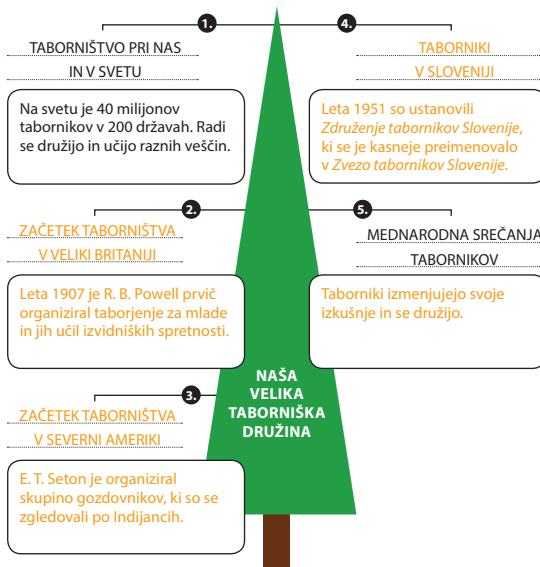 1.
TABORNIŠTVO PRI NAS
IN V SVETU
Na svetu je 40 milijonov
tabornikov v 200 državah. Radi
se družijo in učijo raznih veščin.
2.
ZAČETEK TABORNIŠTVA
V VELIKI BRITANIJI
Leta 1907 je R. B. Powell prvič
organiziral taborjenje za mlade
in jih učil izvidniških spretnosti.
3.
ZAČETEK TABORNIŠTVA
V SEVERNI AMERIKI
E. T. Seton je organiziral
skupino gozdovnikov, ki so se
zgledovali po Indijancih.
4.
TABORNIKI
V SLOVENIJI
Leta 1951 so ustanovili
Združenje tabornikov Slovenije,
ki se je kasneje preimenovalo
v Zvezo tabornikov Slovenije.
5.
MEDNARODNA SREČANJA
TABORNIKOV
Taborniki izmenjujejo svoje
izkušnje in se družijo.
NAŠA
VELIKA
TABORNIŠKA
DRUŽINA